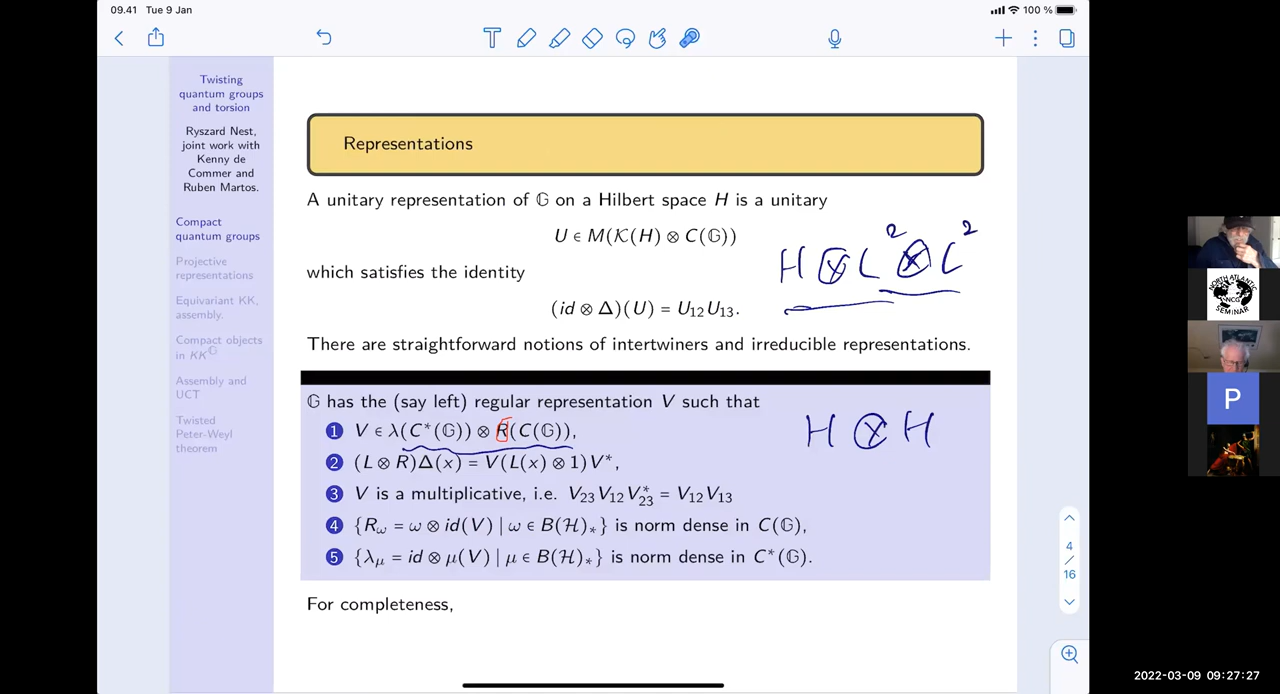 09.41 Tue 9 Jan
100 %
Twisting
quantum groups
and torsion
Ryszard Nest,
joint work with
Kenny de
Commer and
Ruben Martos.
Compact
quantum groups
Projective
representations
Equivariant KK,
assembly.
Compact objects
in KK^𝔾
Assembly and
UCT
Twisted
Peter-Weyl
theorem
Representations
A unitary representation of 𝔾 on a Hilbert space H is a unitary
U ∈ M(𝒦(H) ⊗ C(𝔾))
which satisfies the identity
(id ⊗ Δ)(U) = U₁₂U₁₃.
H ⊗ L² ⊗ L²
There are straightforward notions of intertwiners and irreducible representations.
𝔾 has the (say left) regular representation V such that
1 V ∈ λ(C*(𝔾)) ⊗ R(C(𝔾)),
H ⊗ H
2 (L ⊗ R)Δ(x) = V(L(x) ⊗ 1)V*,
3 V is a multiplicative, i.e. V₂₃V₁₂V*₂₃ = V₁₂V₁₃
4 {R_ω = ω ⊗ id(V) | ω ∈ B(ℋ)_*} is norm dense in C(𝔾),
5 {λ_μ = id ⊗ μ(V) | μ ∈ B(ℋ)_*} is norm dense in C*(𝔾).
For completeness,
4
/
16
NORTH ATLANTIC
NCG
SEMINAR
P
2022-03-09 09:27:27